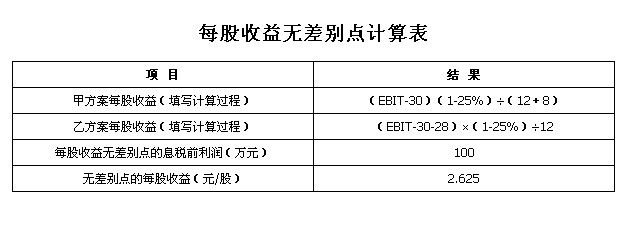 每股收益无差别点计算表
项 目 结 果
甲方案每股收益（填写计算过程） （EBIT-30）（1-25%）÷（12＋8）
乙方案每股收益（填写计算过程） （EBIT-30-28）×（1-25%）÷12
每股收益无差别点的息税前利润（万元） 100
无差别点的每股收益（元/股） 2.625